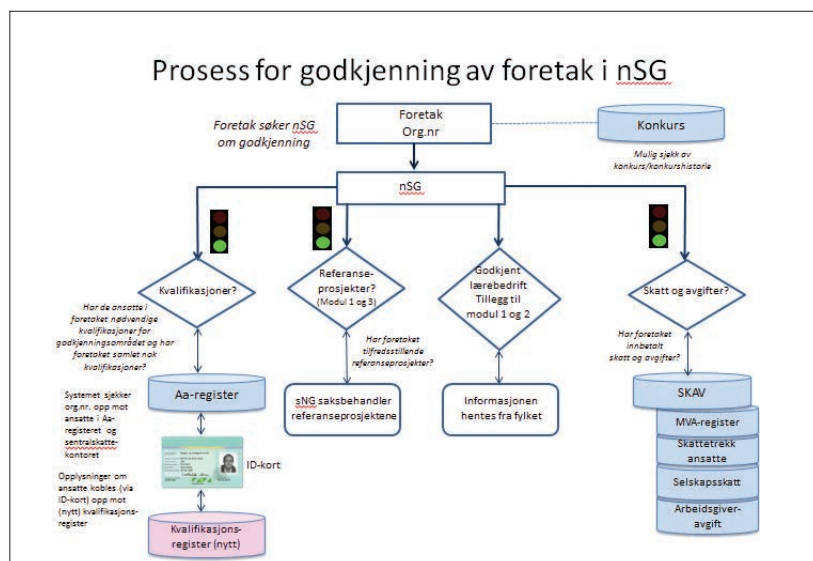 Prosess for godkjenning av foretak i nSG
Foretak søker nSG
om godkjenning
Foretak
Org.nr
Konkurs
Mulig sjekk av
konkurs/konkurshistorie
nSG
Kvalifikasjoner?
Referanse-
prosjekter?
(Modul 1 og 3)
Godkjent
lærebedrift
Tillegg til
modul 1 og 2
Skatt og avgifter?
Har de ansatte i
foretaket nødvendige
kvalifikasjoner for
godkjenningsområdet og har
foretaket samlet nok
kvalifikasjoner?
Har foretaket
tilfredsstillende
referanseprosjekter?
Har foretaket
innbetalt
skatt og avgifter?
Aa-register
sNG saksbehandler
referanseprosjektene
Informasjonen
hentes fra fylket
SKAV
MVA-register
Skattetrekk
ansatte
Selskapsskatt
Arbeidsgiver-
avgift
Systemet sjekker
org.nr. opp mot
ansatte i Aa-
registeret og
sentralskatte-
kontoret
ID-kort
Opplysninger om
ansatte kobles (via
ID-kort) opp mot
(nytt) kvalifikasjons-
register
Kvalifikasjons-
register (nytt)